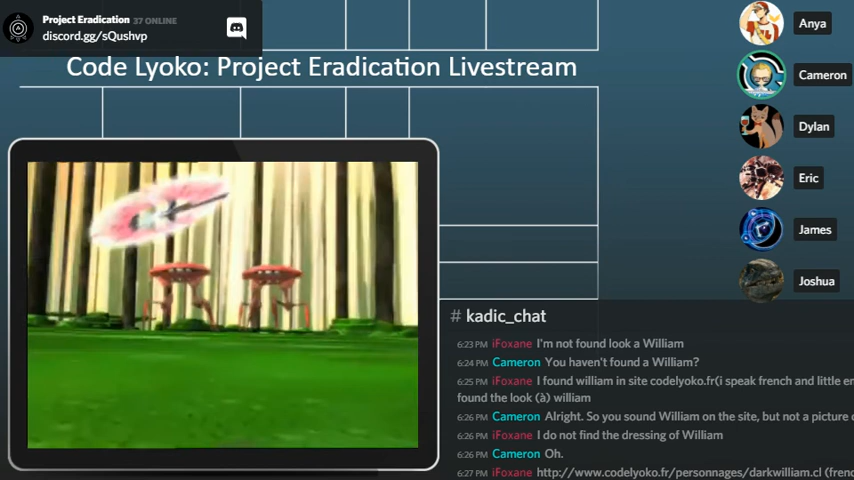 Project Eradication 37 ONLINE
discord.gg/sQushvp
Code Lyoko: Project Eradication Livestream
Anya
Cameron
Dylan
Eric
James
Joshua
# kadic_chat
6:23 PM iFoxane I'm not found look a William
6:24 PM Cameron You haven't found a William?
6:25 PM iFoxane I found william in site codelyoko.fr(i speak french and little en
found the look (à) william
6:26 PM Cameron Alright. So you sound William on the site, but not a picture o
6:26 PM iFoxane I do not find the dressing of William
6:26 PM Cameron Oh.
6:27 PM iFoxane http://www.codelyoko.fr/personnages/darkwilliam.cl (fren